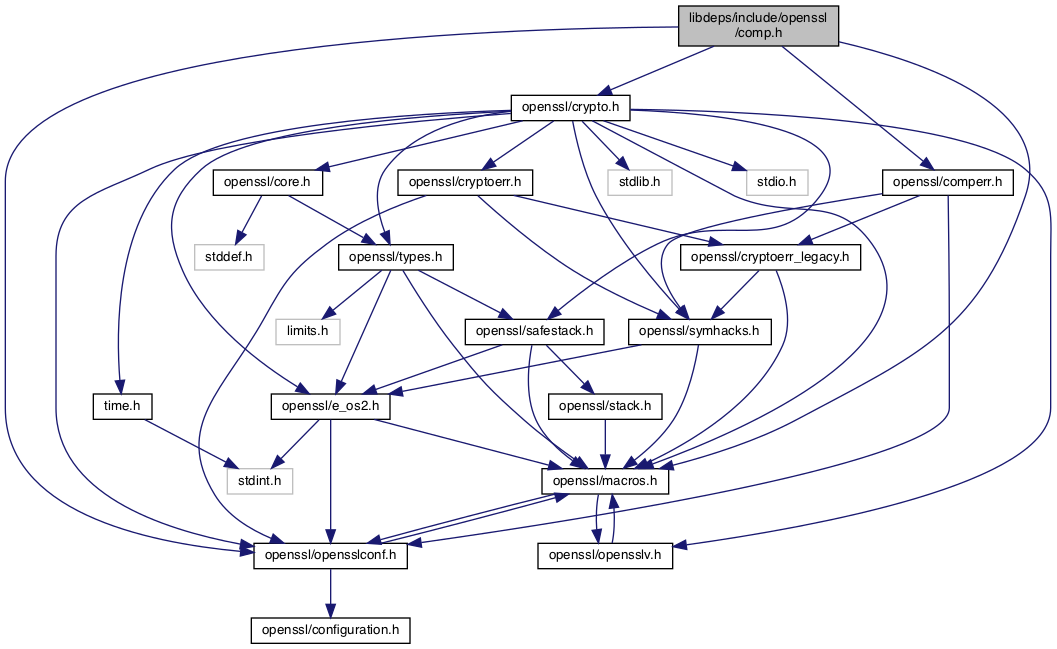 libdeps/include/openssl
/comp.h
openssl/crypto.h
openssl/core.h
openssl/cryptoerr.h
stdlib.h
stdio.h
openssl/comperr.h
stddef.h
openssl/types.h
openssl/cryptoerr_legacy.h
limits.h
openssl/safestack.h
openssl/symhacks.h
time.h
openssl/e_os2.h
openssl/stack.h
stdint.h
openssl/macros.h
openssl/opensslconf.h
openssl/opensslv.h
openssl/configuration.h